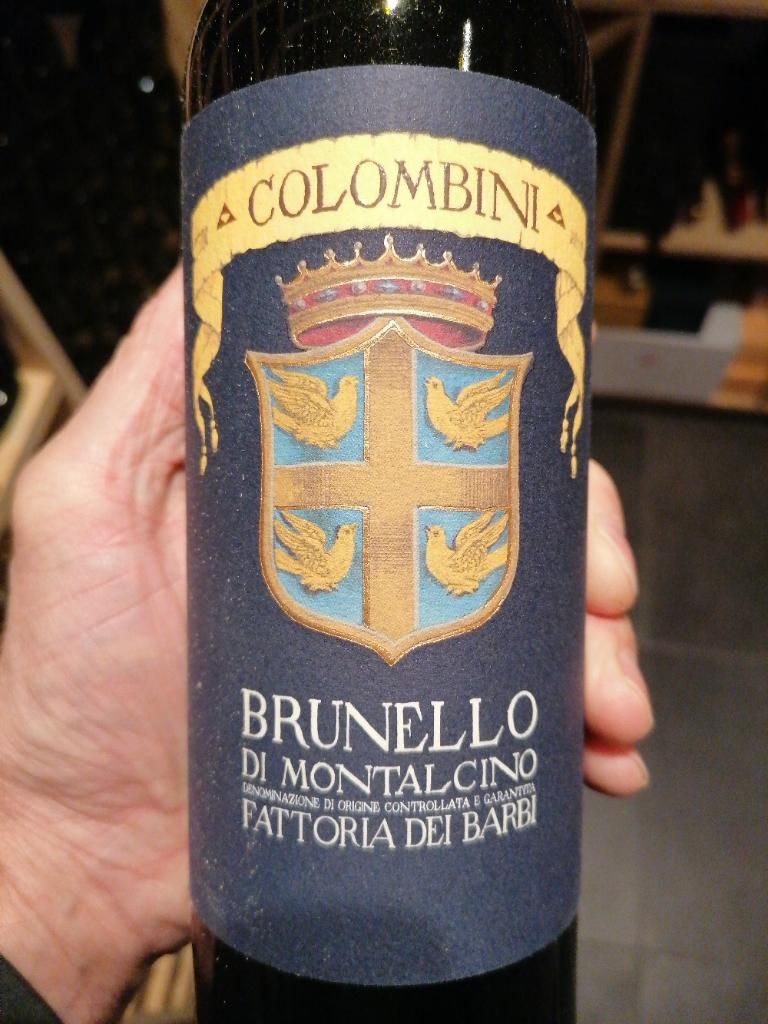 COLOMBINI
BRUNELLO
DI MONTALCINO
DENOMINAZIONE DI ORIGINE CONTROLLATA E GARANTITA
FATTORIA DEI BARBI